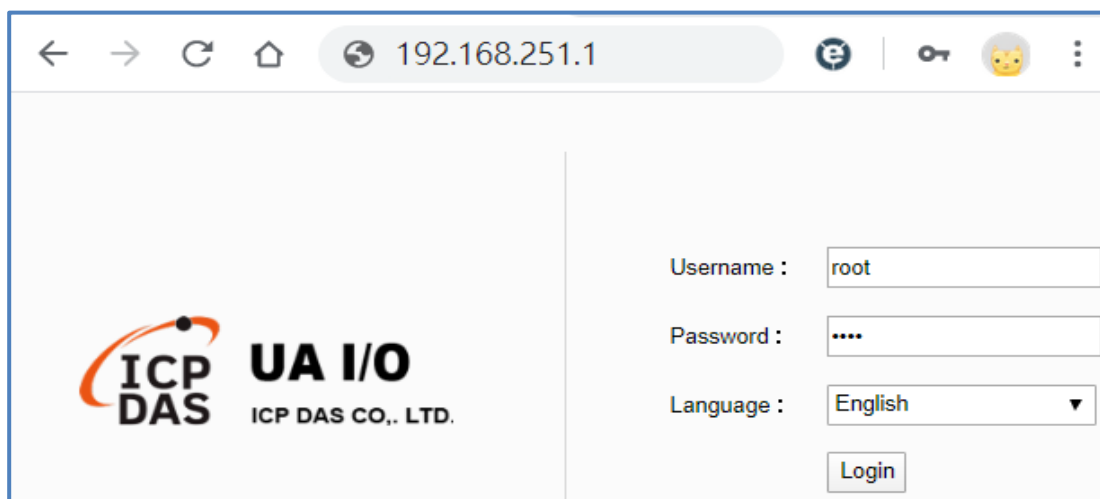 192.168.251.1
Username :
root
Password :
••••
Language :
English
Login
ICP
DAS
UA I/O
ICP DAS CO,. LTD.